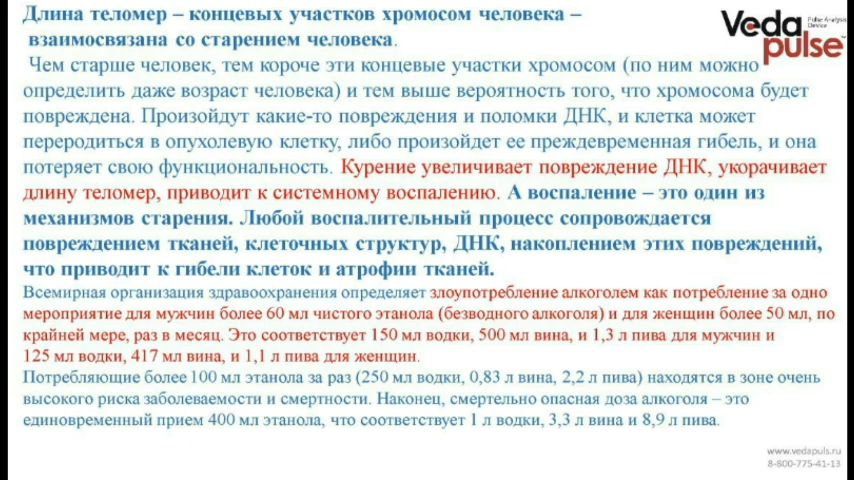 Длина теломер – концевых участков хромосом человека –
взаимосвязана со старением человека.
Veda
pulse
Pulse Analysis
Device
Чем старше человек, тем короче эти концевые участки хромосом (по ним можно
определить даже возраст человека) и тем выше вероятность того, что хромосома будет
повреждена. Произойдут какие-то повреждения и поломки ДНК, и клетка может
переродиться в опухолевую клетку, либо произойдет ее преждевременная гибель, и она
потеряет свою функциональность. Курение увеличивает повреждение ДНК, укорачивает
длину теломер, приводит к системному воспалению. А воспаление – это один из
механизмов старения. Любой воспалительный процесс сопровождается
повреждением тканей, клеточных структур, ДНК, накоплением этих повреждений,
что приводит к гибели клеток и атрофии тканей.
Всемирная организация здравоохранения определяет злоупотребление алкоголем как потребление за одно
мероприятие для мужчин более 60 мл чистого этанола (безводного алкоголя) и для женщин более 50 мл, по
крайней мере, раз в месяц. Это соответствует 150 мл водки, 500 мл вина, и 1,3 л пива для мужчин и
125 мл водки, 417 мл вина, и 1,1 л пива для женщин.
Потребляющие более 100 мл этанола за раз (250 мл водки, 0,83 л вина, 2,2 л пива) находятся в зоне очень
высокого риска заболеваемости и смертности. Наконец, смертельно опасная доза алкоголя – это
единовременный прием 400 мл этанола, что соответствует 1 л водки, 3,3 л вина и 8,9 л пива.
www.vedapuls.ru
8-800-775-41-13